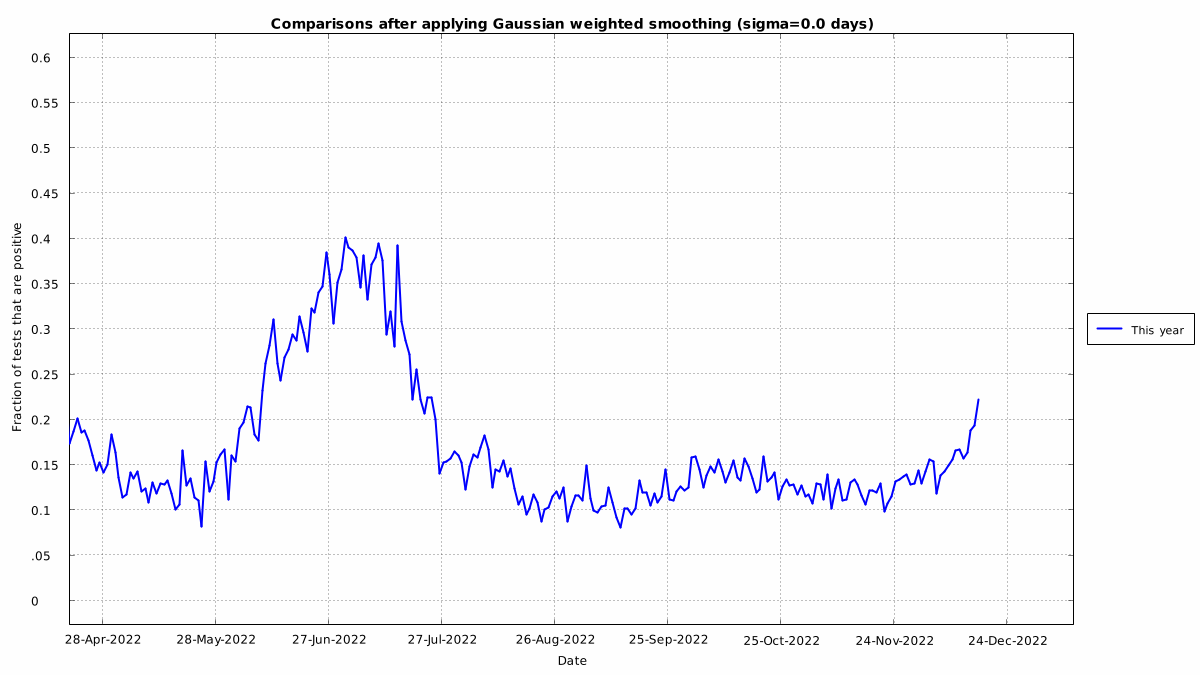 Comparisons after applying Gaussian weighted smoothing (sigma=0.0 days)
0.6
0.55
0.5
0.45
0.4
0.35
0.3
0.25
0.2
0.15
0.1
.05
0
Fraction of tests that are positive
This year
28-Apr-2022 28-May-2022 27-Jun-2022 27-Jul-2022 26-Aug-2022 25-Sep-2022 25-Oct-2022 24-Nov-2022 24-Dec-2022
Date